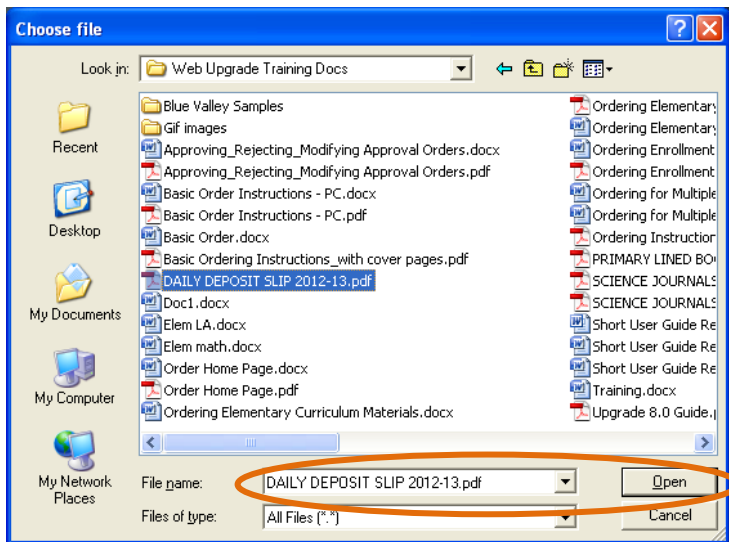 Choose file
Look in:
Web Upgrade Training Docs
Recent
Desktop
My Documents
My Computer
My Network
Places
Blue Valley Samples
Gif images
Approving_Rejecting_Modifying Approval Orders.docx
Approving_Rejecting_Modifying Approval Orders.pdf
Basic Order Instructions - PC.docx
Basic Order Instructions - PC.pdf
Basic Order.docx
Basic Ordering Instructions_with cover pages.pdf
DAILY DEPOSIT SLIP 2012-13.pdf
Doc1.docx
Elem LA.docx
Elem math.docx
Order Home Page.docx
Order Home Page.pdf
Ordering Elementary Curriculum Materials.docx
Ordering Elementary
Ordering Elementary
Ordering Enrollment
Ordering Enrollment
Ordering for Multiple
Ordering for Multiple
Ordering Instruction
PRIMARY LINED BO
SCIENCE JOURNALS
SCIENCE JOURNALS
Short User Guide Re
Short User Guide Re
Short User Guide Re
Training.docx
Upgrade 8.0 Guide.
File name:
DAILY DEPOSIT SLIP 2012-13.pdf
Open
Files of type:
All Files (*.*)
Cancel